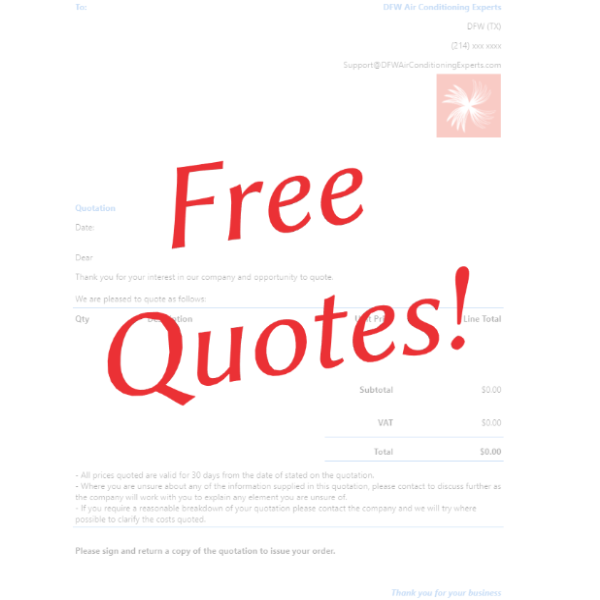 To:
DFW Air Conditioning Experts
DFW (TX)
(214) xxx xxxx
Support@DFWAirConditioningExperts.com
Free
Quotes!
Quotation
Date:
Dear
Thank you for your interest in our company and opportunity to quote.
We are pleased to quote as follows:
Qty Description Unit Price Line Total
Subtotal $0.00
VAT $0.00
Total $0.00
- All prices quoted are valid for 30 days from the date of stated on the quotation.
- Where you are unsure about any of the information supplied in this quotation, please contact to discuss further as
the company will work with you to explain any element you are unsure of.
- If you require a reasonable breakdown of your quotation please contact the company and we will try where
possible to clarify the costs quoted.
Please sign and return a copy of the quotation to issue your order.
Thank you for your business